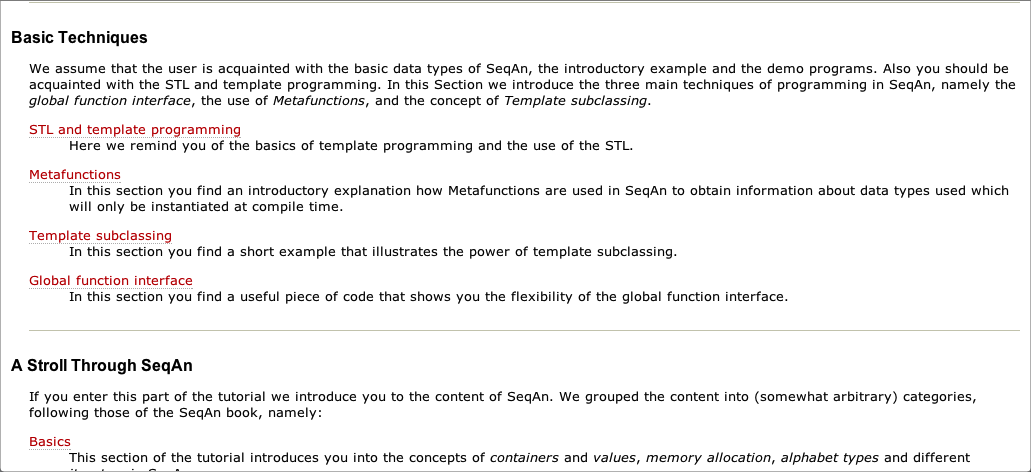 Basic Techniques
We assume that the user is acquainted with the basic data types of SeqAn, the introductory example and the demo programs. Also you should be
acquainted with the STL and template programming. In this Section we introduce the three main techniques of programming in SeqAn, namely the
global function interface, the use of Metafunctions, and the concept of Template subclassing.
STL and template programming
Here we remind you of the basics of template programming and the use of the STL.
Metafunctions
In this section you find an introductory explanation how Metafunctions are used in SeqAn to obtain information about data types used which
will only be instantiated at compile time.
Template subclassing
In this section you find a short example that illustrates the power of template subclassing.
Global function interface
In this section you find a useful piece of code that shows you the flexibility of the global function interface.
A Stroll Through SeqAn
If you enter this part of the tutorial we introduce you to the content of SeqAn. We grouped the content into (somewhat arbitrary) categories,
following those of the SeqAn book, namely:
Basics
This section of the tutorial introduces you into the concepts of containers and values, memory allocation, alphabet types and different